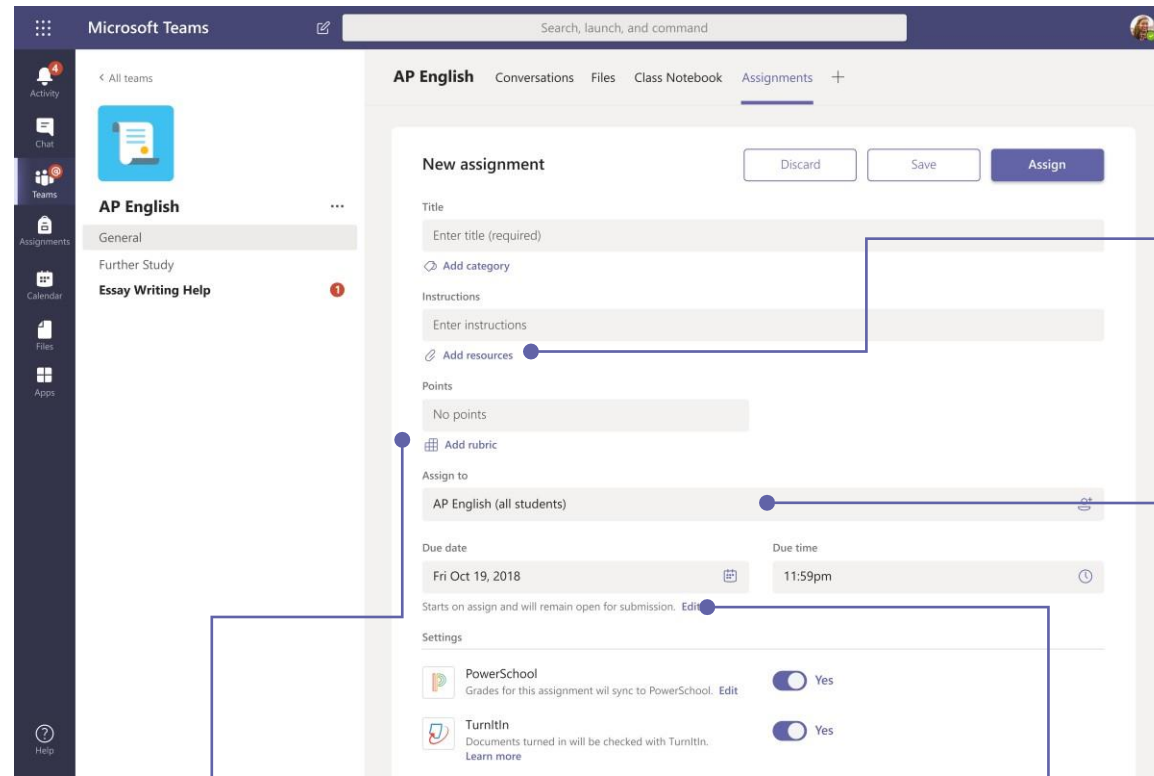 Microsoft Teams
Search, launch, and command
4
Activity
Chat
Teams
Assignments
Calendar
Files
Apps
Help
< All teams
AP English
...
General
Further Study
Essay Writing Help
1
AP English Conversations Files Class Notebook Assignments +
New assignment
Discard
Save
Assign
Title
Enter title (required)
Add category
Instructions
Enter instructions
Add resources
Points
No points
Add rubric
Assign to
AP English (all students)
Due date
Due time
Fri Oct 19, 2018
11:59pm
Starts on assign and will remain open for submission. Edit
Settings
PowerSchool
Grades for this assignment wil sync to PowerSchool. Edit
Yes
TurnItIn
Documents turned in will be checked with TurnItIn.
Learn more
Yes